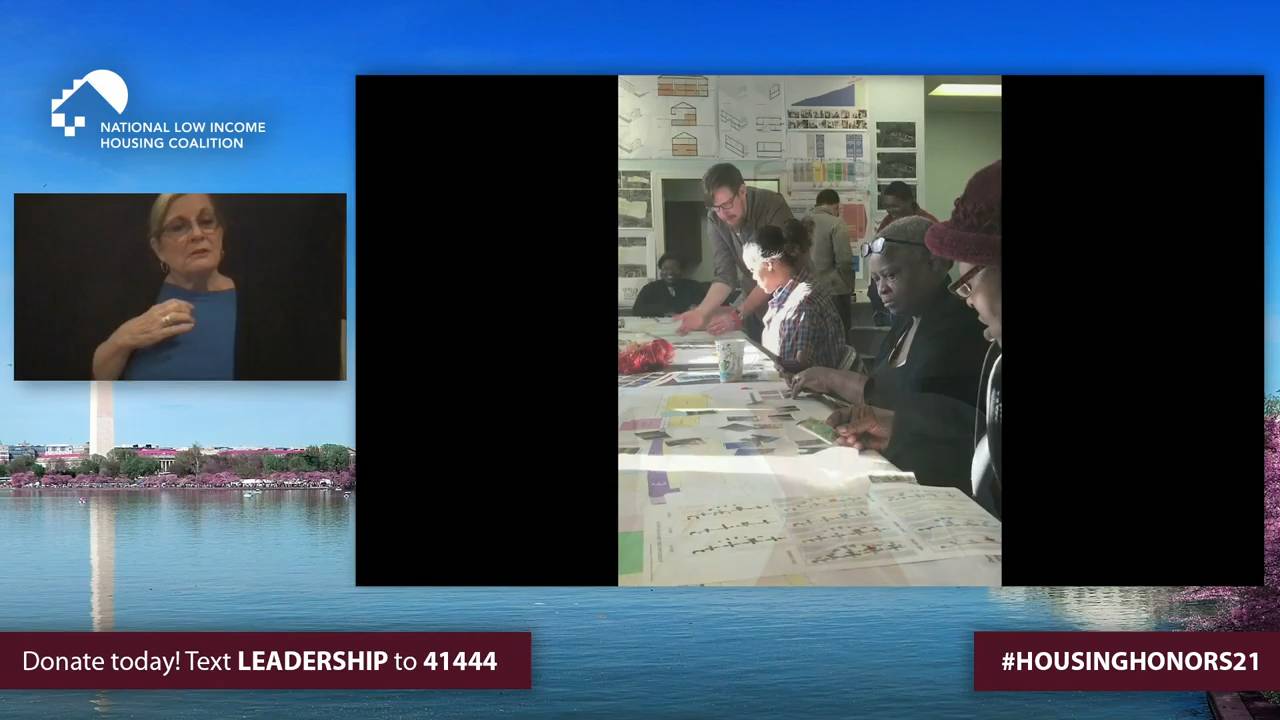 NATIONAL LOW INCOME
HOUSING COALITION
Donate today! Text LEADERSHIP to 41444
#HOUSINGHONORS21